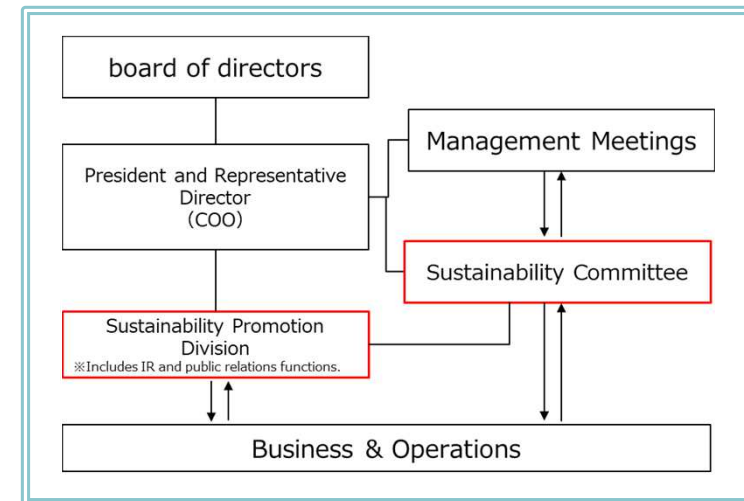 board of directors
Management Meetings
President and Representative
Director
（COO）
Sustainability Committee
Sustainability Promotion
Division
※Includes IR and public relations functions.
Business & Operations